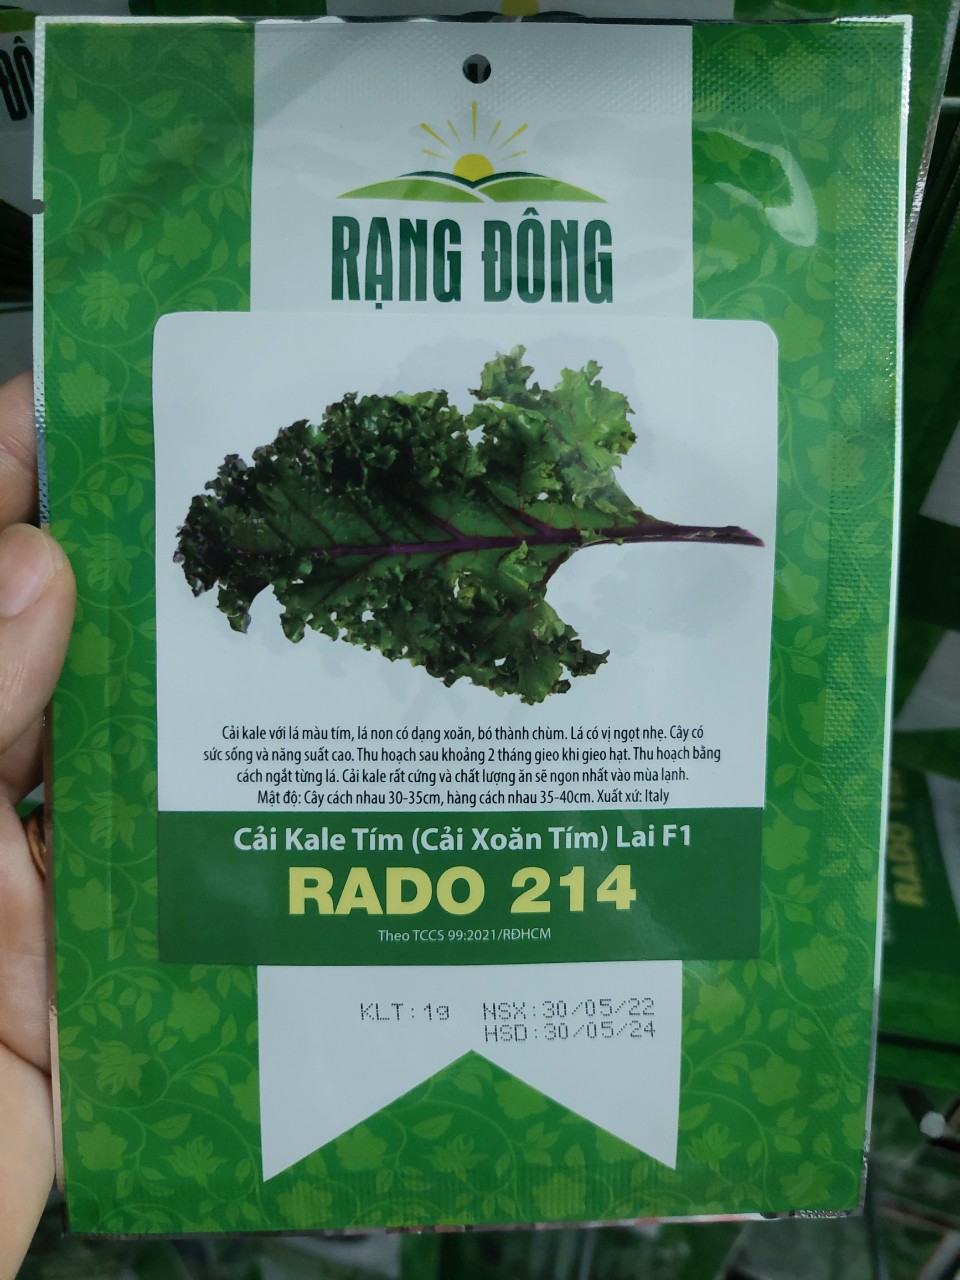 RẠNG ĐÔNG
Cải kale với lá màu tím, lá non có dạng xoăn, bó thành chùm. Lá có vị ngọt nhẹ. Cây có
sức sống và năng suất cao. Thu hoạch sau khoảng 2 tháng gieo khi gieo hạt. Thu hoạch bằng
cách ngắt từng lá. Cải kale rất cứng và chất lượng ăn sẽ ngon nhất vào mùa lạnh.
Mật độ: Cây cách nhau 30-35cm, hàng cách nhau 35-40cm. Xuất xứ: Italy
Cải Kale Tím (Cải Xoăn Tím) Lai F1
RADO 214
Theo TCCS 99:2021/RĐHCM
KLT:1g NSX:30/05/22
HSD:30/05/24